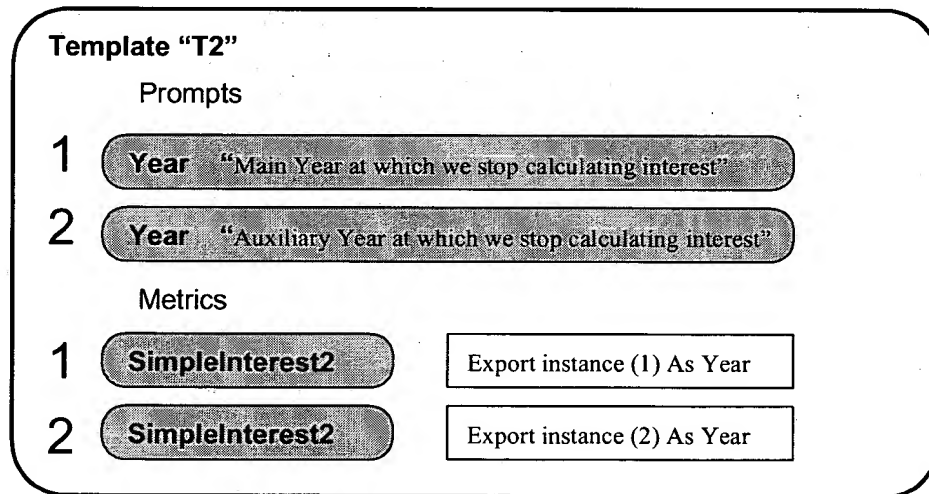 Template “T2”
Prompts
1 Year “Main Year at which we stop calculating interest”
2 Year “Auxiliary Year at which we stop calculating interest”
Metrics
1 SimpleInterest2 Export instance (1) As Year
2 SimpleInterest2 Export instance (2) As Year